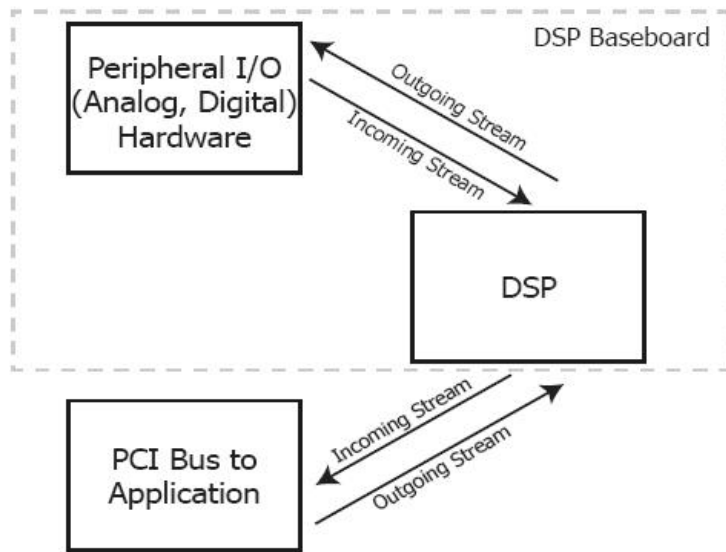 DSP Baseboard
Peripheral I/O
(Analog, Digital)
Hardware
Outgoing Stream
Incoming Stream
DSP
Incoming Stream
Outgoing Stream
PCI Bus to
Application